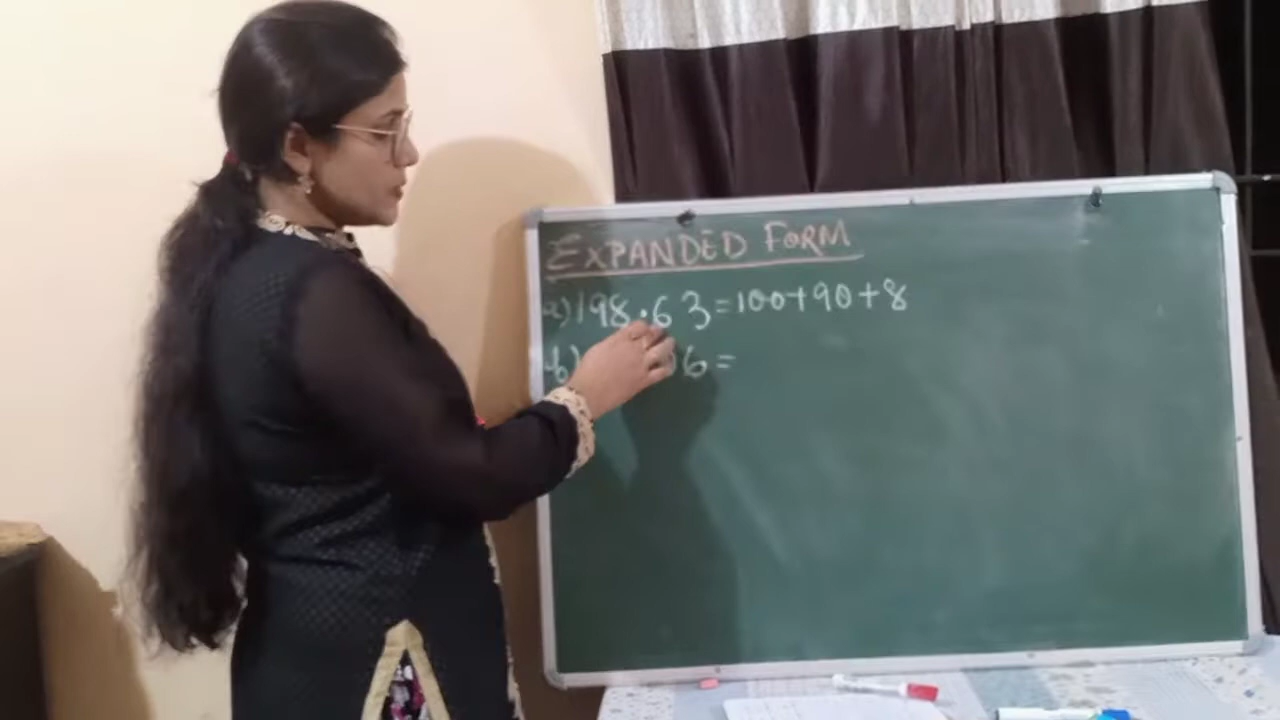 EXPANDED FORM
a) 198.63 = 100+90+8
b) 6 =